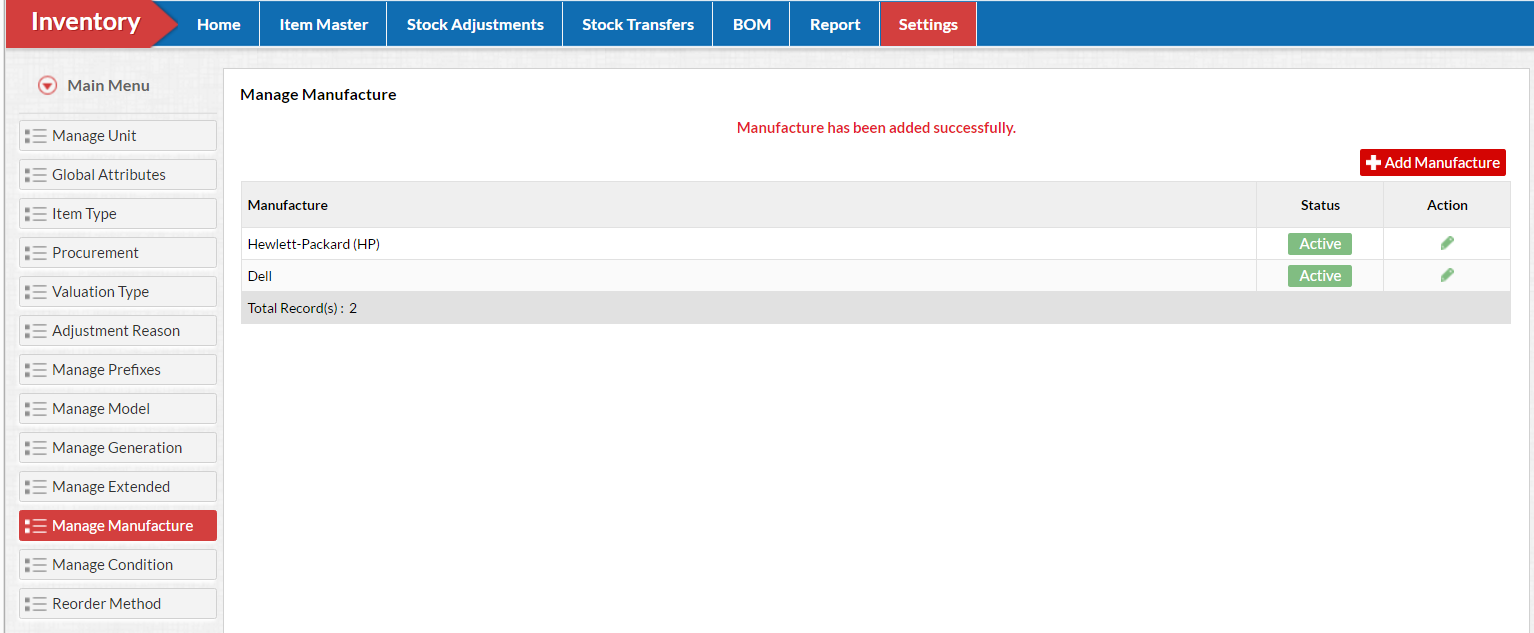 Inventory
Home Item Master Stock Adjustments Stock Transfers BOM Report Settings
Main Menu
Manage Unit
Global Attributes
Item Type
Procurement
Valuation Type
Adjustment Reason
Manage Prefixes
Manage Model
Manage Generation
Manage Extended
Manage Manufacture
Manage Condition
Reorder Method
Manage Manufacture
Manufacture has been added successfully.
Add Manufacture
Manufacture Status Action
Hewlett-Packard (HP) Active
Dell Active
Total Record(s) : 2